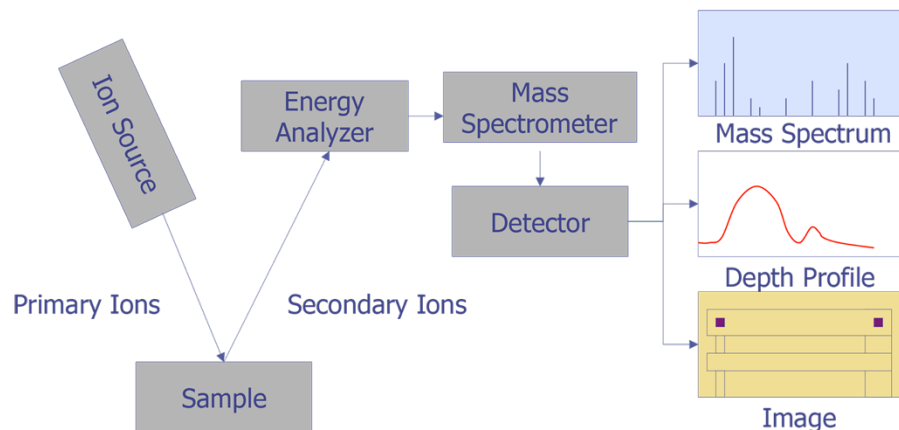 Ion Source
Primary Ions
Sample
Secondary Ions
Energy
Analyzer
Mass
Spectrometer
Detector
Mass Spectrum
Depth Profile
Image